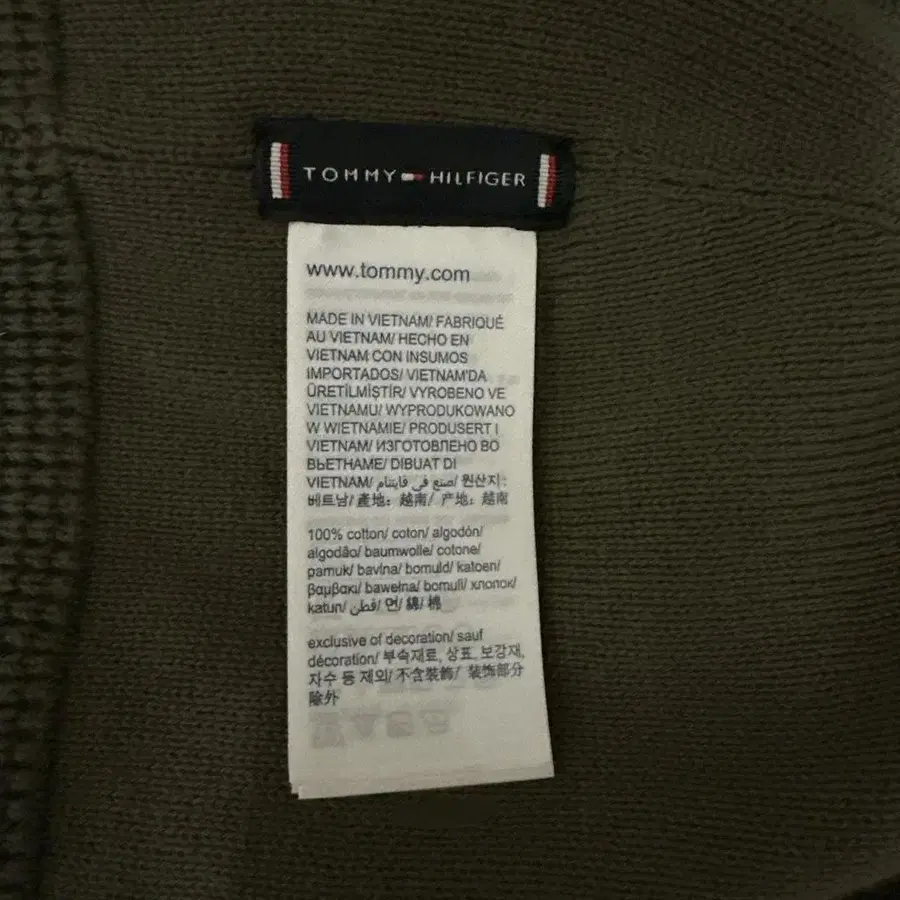 TOMMY HILFIGER
www.tommy.com
MADE IN VIETNAM/ FABRIQUÉ
AU VIETNAM/ HECHO EN
VIETNAM CON INSUMOS
IMPORTADOS/ VIETNAM'DA
ÜRETİLMİŞTİR/ VYROBENO VE
VIETNAMU/ WYPRODUKOWANO
W WIETNAMIE/ PRODUSERT I
VIETNAM/ ИЗГОТОВЛЕНО ВО
ВЬЕТНАМЕ/ DIBUAT DI
VIETNAM/ صنع في فايتنام/ 원산지:
베트남/ 產地: 越南/ 产地: 越南
100% cotton/ coton/ algodón/
algodão/ baumwolle/ cotone/
pamuk/ bavlna/ bomuld/ katoen/
βαμβακι/ bawełna/ bomull/ хлопок/
katun/ قطن/ 면/ 綿/ 棉
exclusive of decoration/ sauf
décoration/ 부속재료, 상표, 보강재,
자수 등 제외/ 不含裝飾/ 装饰部分
除外